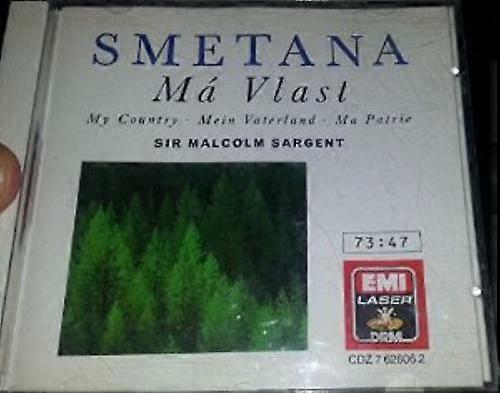 SMETANA
Má Vlast
My Country · Mein Vaterland · Ma Patrie
SIR MALCOLM SARGENT
73:47
EMI
LASER
DRM
CDZ 7 62606 2